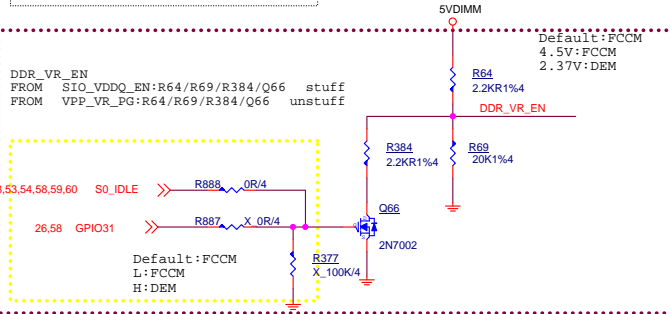 5VDIMM
Default:FCCM
4.5V:FCCM
2.37V:DEM
DDR_VR_EN
FROM SIO_VDDQ_EN:R64/R69/R384/Q66 stuff
FROM VPP_VR_PG:R64/R69/R384/Q66 unstuff
R64
2.2KR1%4
DDR_VR_EN
R384
2.2KR1%4
R69
20K1%4
,53,54,58,59,60 S0_IDLE
R888 0R/4
26,58 GPIO31
R887 X_0R/4
Q66
2N7002
Default:FCCM
L:FCCM
H:DEM
R377
X_100K/4